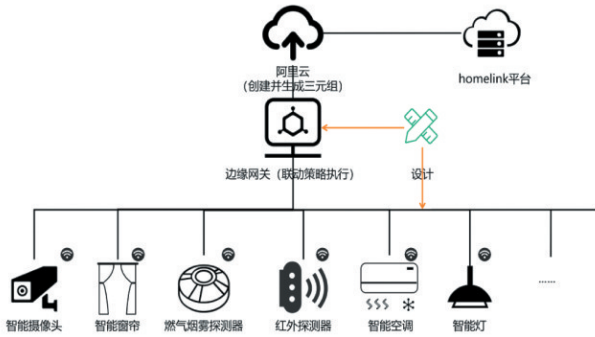 阿里云
（创建并生成三元组）
homelink平台
边缘网关（联动策略执行）
设计
智能摄像头
智能窗帘
燃气烟雾探测器
红外探测器
智能空调
智能灯
……